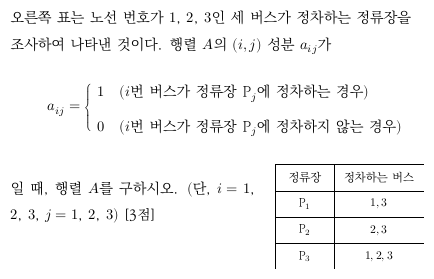 오른쪽 표는 노선 번호가 1, 2, 3인 세 버스가 정차하는 정류장을
조사하여 나타낸 것이다. 행렬 A의 (i, j) 성분 a_{ij}가
a_{ij} = { 1 (i번 버스가 정류장 P_j에 정차하는 경우)
0 (i번 버스가 정류장 P_j에 정차하지 않는 경우)
일 때, 행렬 A를 구하시오. (단, i = 1,
2, 3, j = 1, 2, 3) [3점]
정류장 정차하는 버스
P_1 1, 3
P_2 2, 3
P_3 1, 2, 3